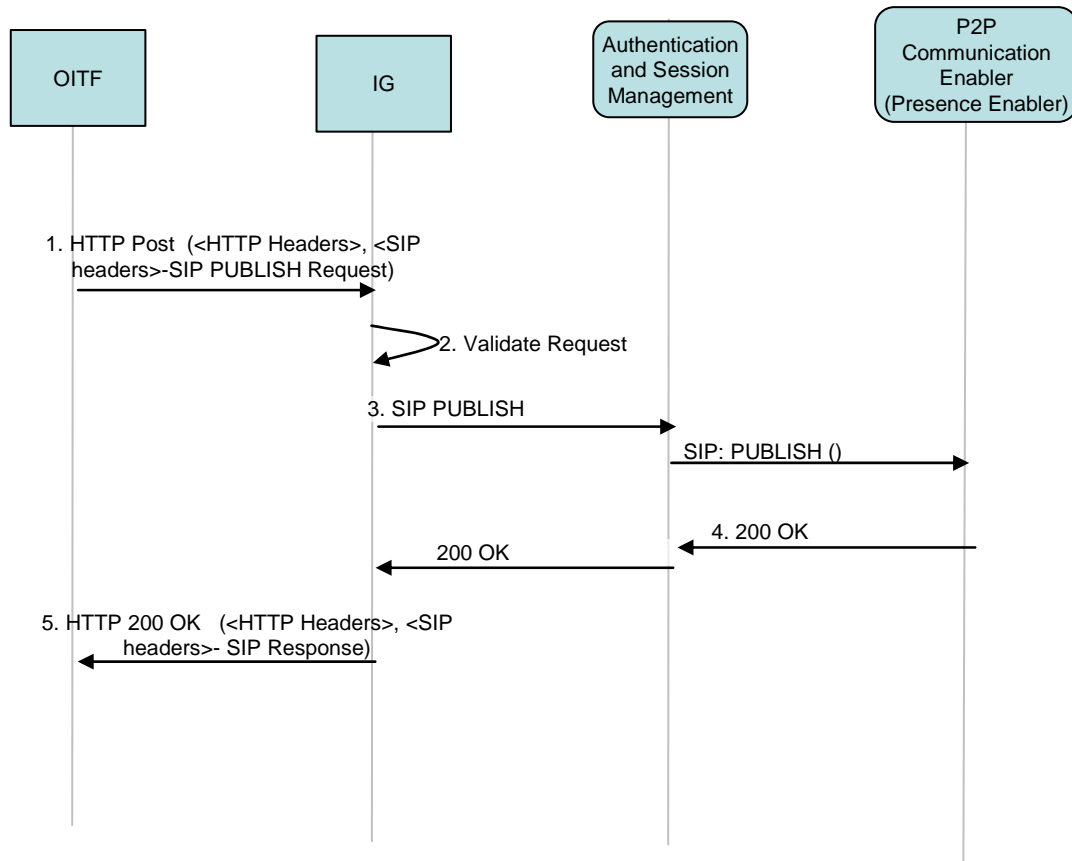 OITF
IG
Authentication
and Session
Management
P2P
Communication
Enabler
(Presence Enabler)
1. HTTP Post (<HTTP Headers>, <SIP
headers>-SIP PUBLISH Request)
2. Validate Request
3. SIP PUBLISH
SIP: PUBLISH ()
4. 200 OK
200 OK
5. HTTP 200 OK (<HTTP Headers>, <SIP
headers>- SIP Response)